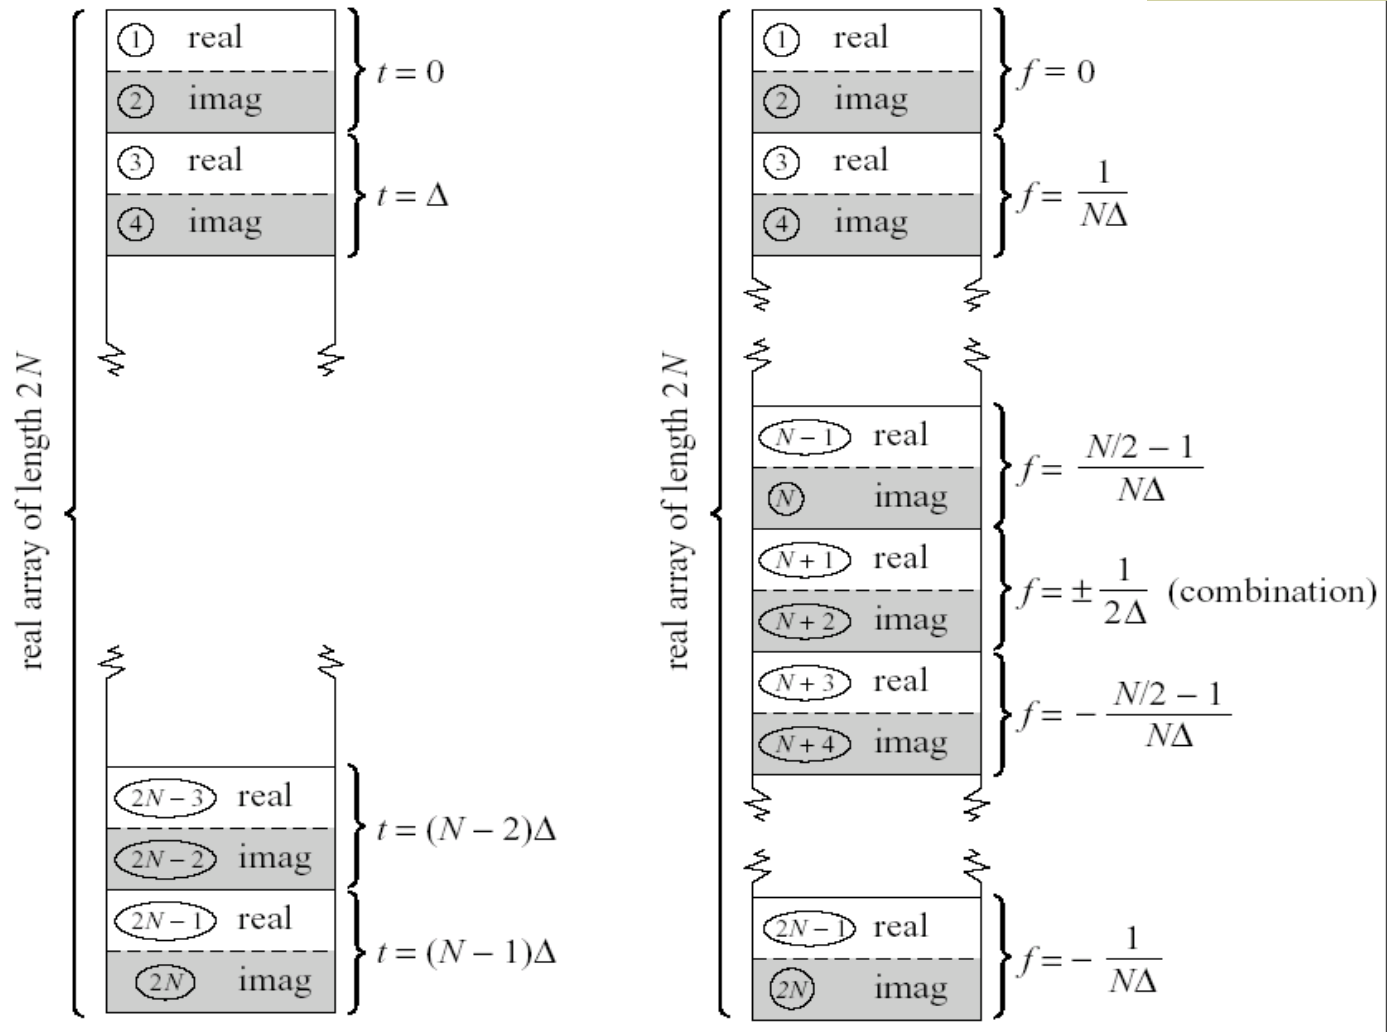 real array of length 2N
① real
② imag
t = 0
③ real
④ imag
t = Δ
2N − 3 real
2N − 2 imag
t = (N − 2)Δ
2N − 1 real
2N imag
t = (N − 1)Δ
real array of length 2N
① real
② imag
f = 0
③ real
④ imag
f = 1/NΔ
N − 1 real
N imag
f = N/2 − 1/NΔ
N + 1 real
N + 2 imag
f = ± 1/2Δ (combination)
N + 3 real
N + 4 imag
f = − N/2 − 1/NΔ
2N − 1 real
2N imag
f = − 1/NΔ